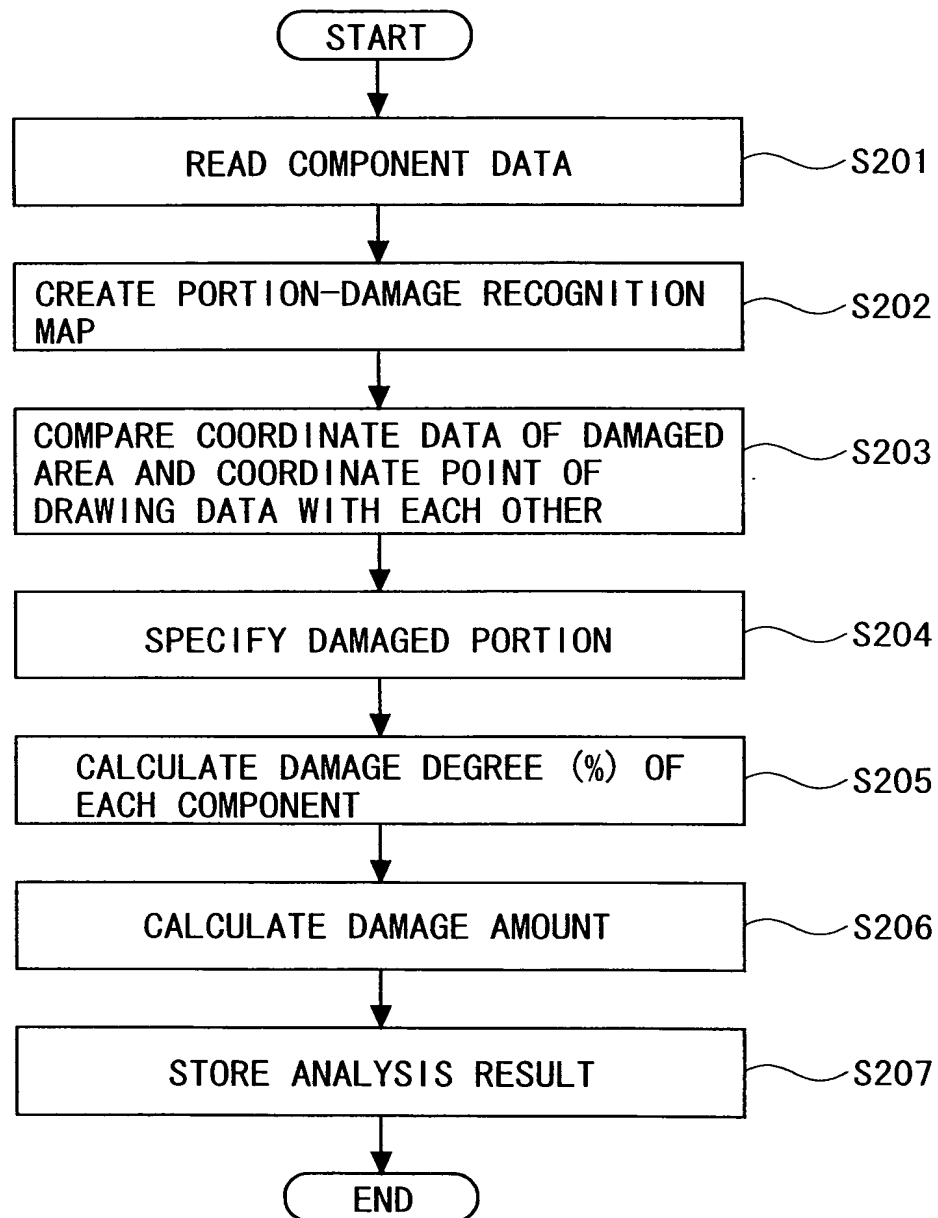 START
READ COMPONENT DATA
S201
CREATE PORTION-DAMAGE RECOGNITION
MAP
S202
COMPARE COORDINATE DATA OF DAMAGED
AREA AND COORDINATE POINT OF
DRAWING DATA WITH EACH OTHER
S203
SPECIFY DAMAGED PORTION
S204
CALCULATE DAMAGE DEGREE (%) OF
EACH COMPONENT
S205
CALCULATE DAMAGE AMOUNT
S206
STORE ANALYSIS RESULT
S207
END